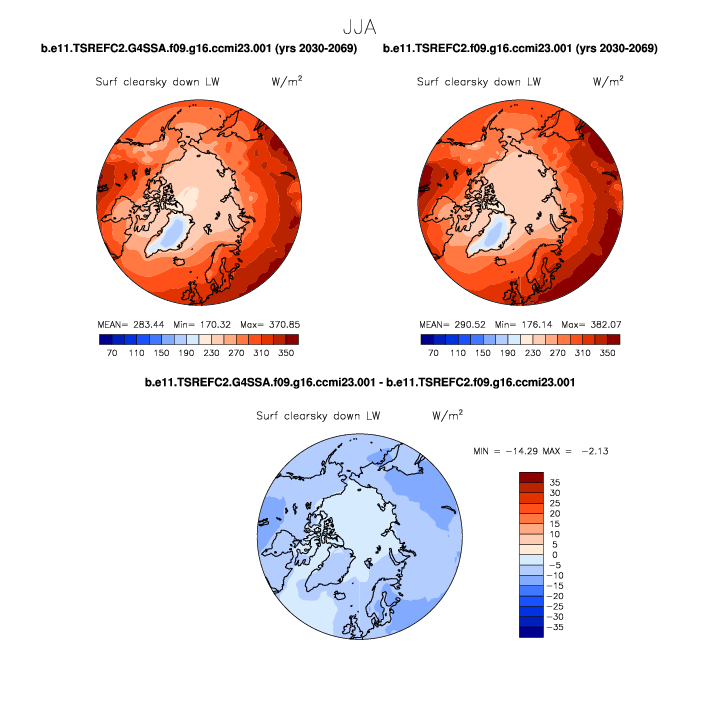 JJA
b.e11.TSREFC2.G4SSA.f09.g16.ccmi23.001 (yrs 2030-2069) b.e11.TSREFC2.f09.g16.ccmi23.001 (yrs 2030-2069)
Surf clearsky down LW W/m² Surf clearsky down LW W/m²
MEAN= 283.44 Min= 170.32 Max= 370.85 MEAN= 290.52 Min= 176.14 Max= 382.07
70 110 150 190 230 270 310 350 70 110 150 190 230 270 310 350
b.e11.TSREFC2.G4SSA.f09.g16.ccmi23.001 - b.e11.TSREFC2.f09.g16.ccmi23.001
Surf clearsky down LW W/m²
MIN = −14.29 MAX = −2.13
35
30
25
20
15
10
5
0
−5
−10
−15
−20
−25
−30
−35